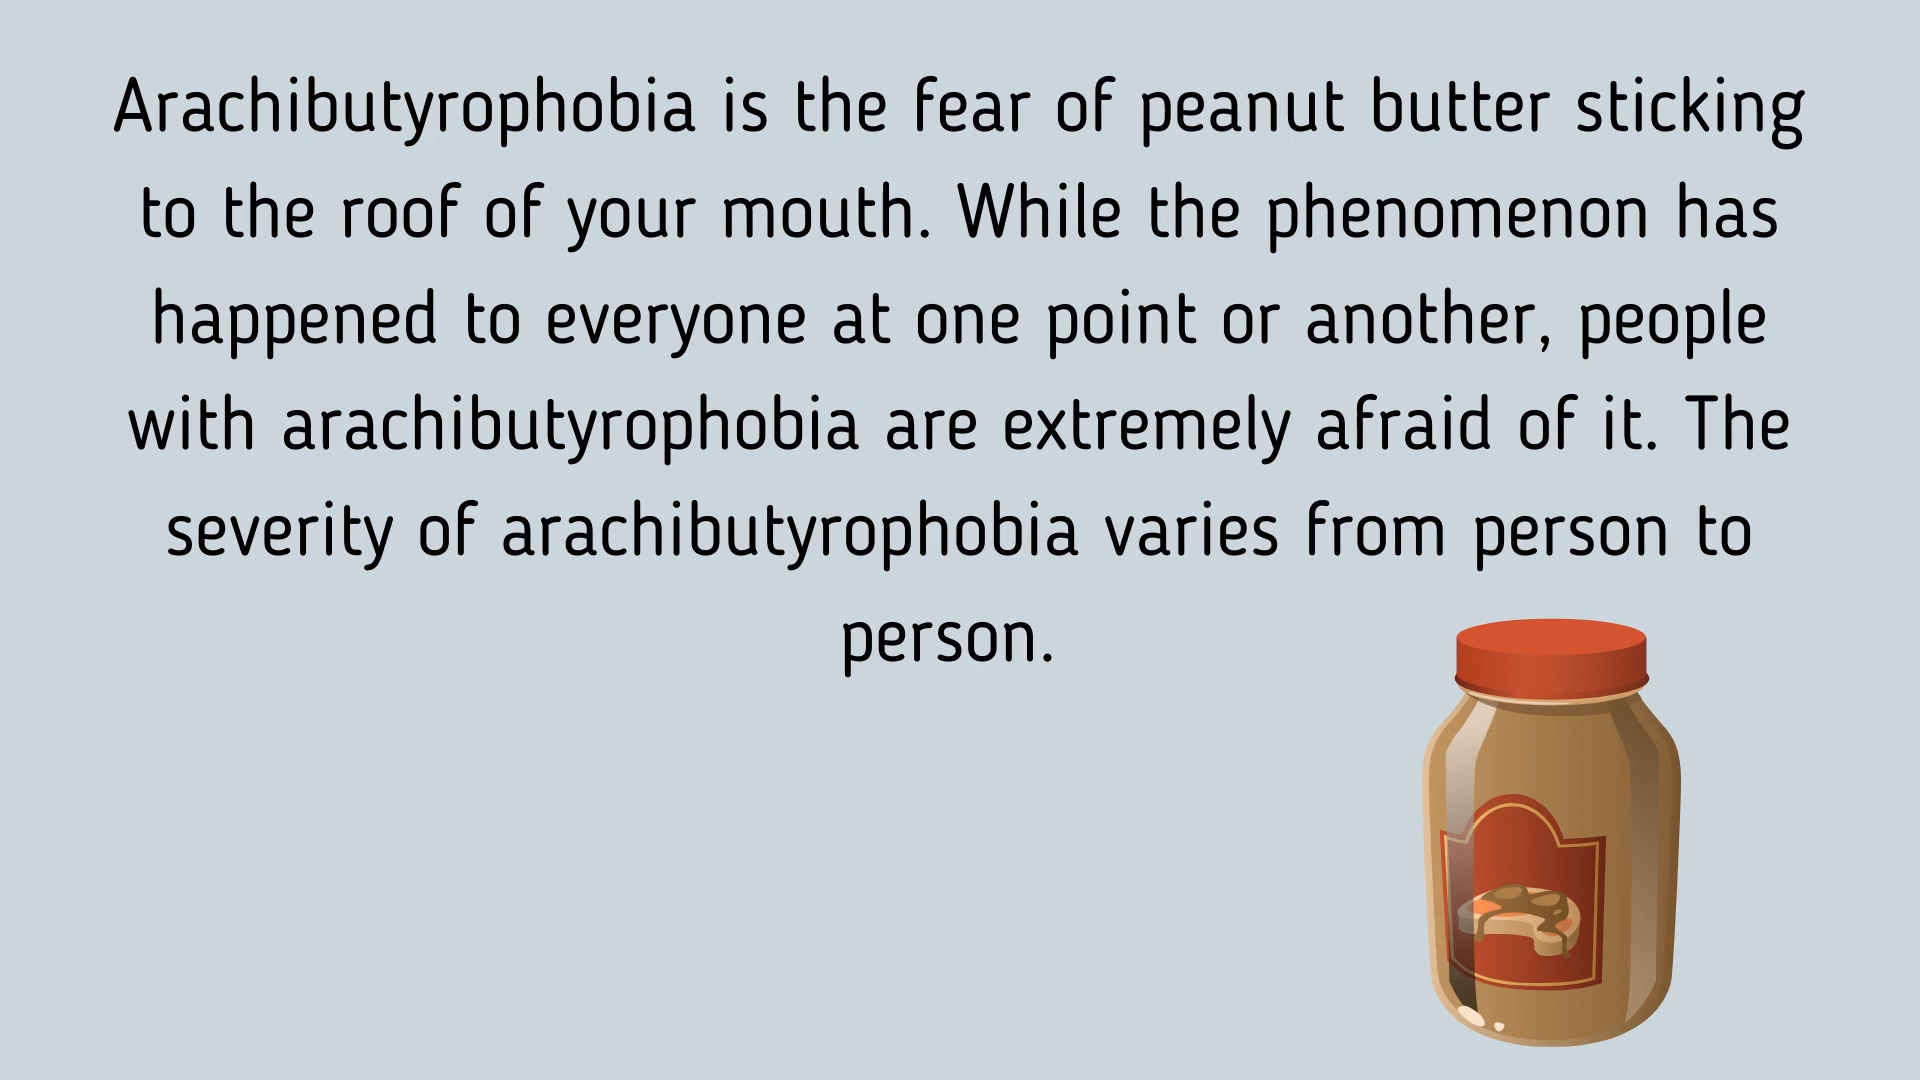 Arachibutyrophobia is the fear of peanut butter sticking
to the roof of your mouth. While the phenomenon has
happened to everyone at one point or another, people
with arachibutyrophobia are extremely afraid of it. The
severity of arachibutyrophobia varies from person to
person.